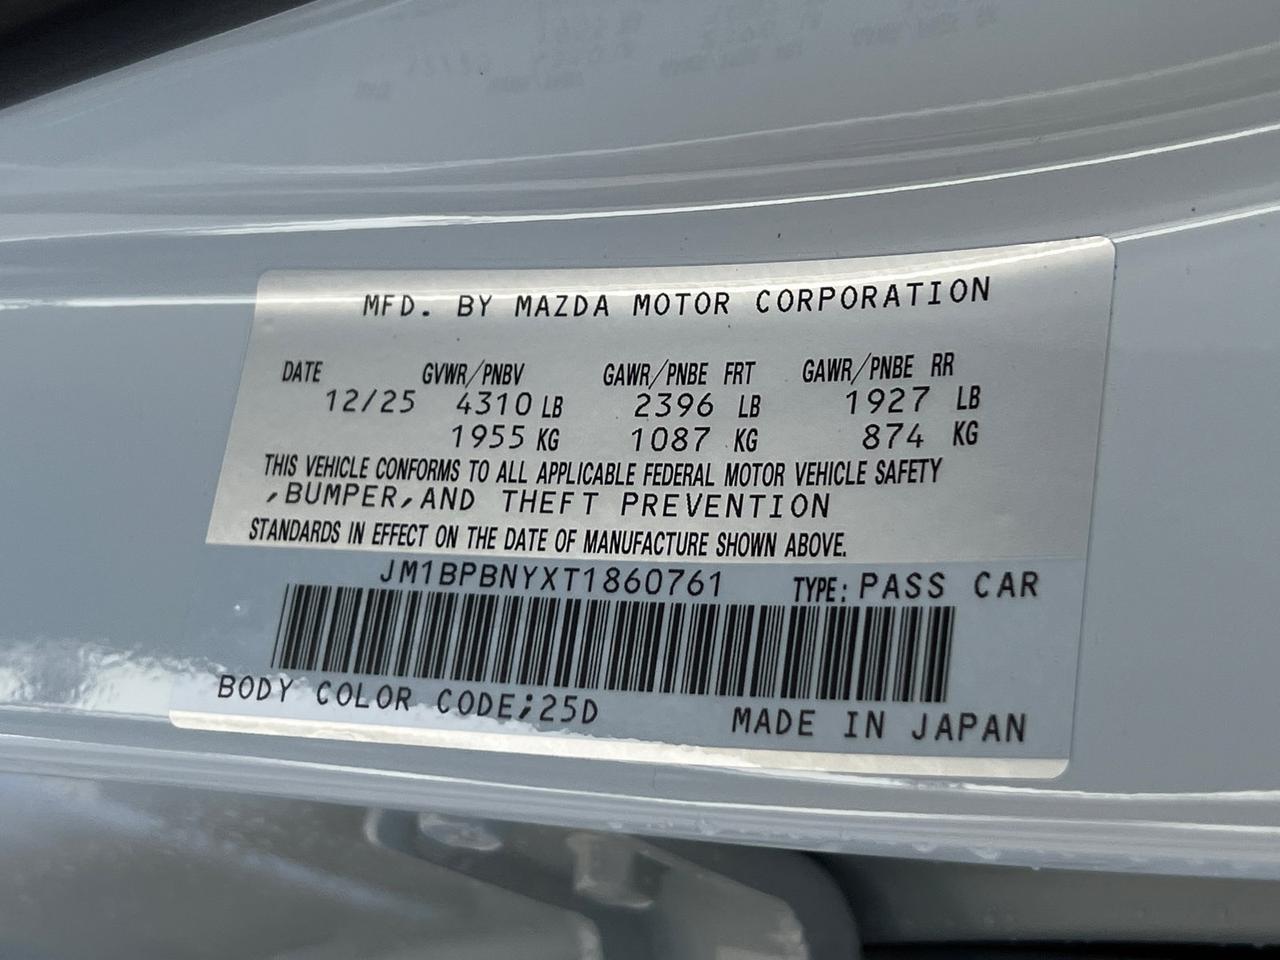 MFD. BY MAZDA MOTOR CORPORATION
DATE GVWR/PNBV GAWR/PNBE FRT GAWR/PNBE RR
12/25 4310 LB 2396 LB 1927 LB
1955 KG 1087 KG 874 KG
THIS VEHICLE CONFORMS TO ALL APPLICABLE FEDERAL MOTOR VEHICLE SAFETY
,BUMPER,AND THEFT PREVENTION
STANDARDS IN EFFECT ON THE DATE OF MANUFACTURE SHOWN ABOVE.
JM1BPBNYXT1860761 TYPE: PASS CAR
BODY COLOR CODE;25D MADE IN JAPAN